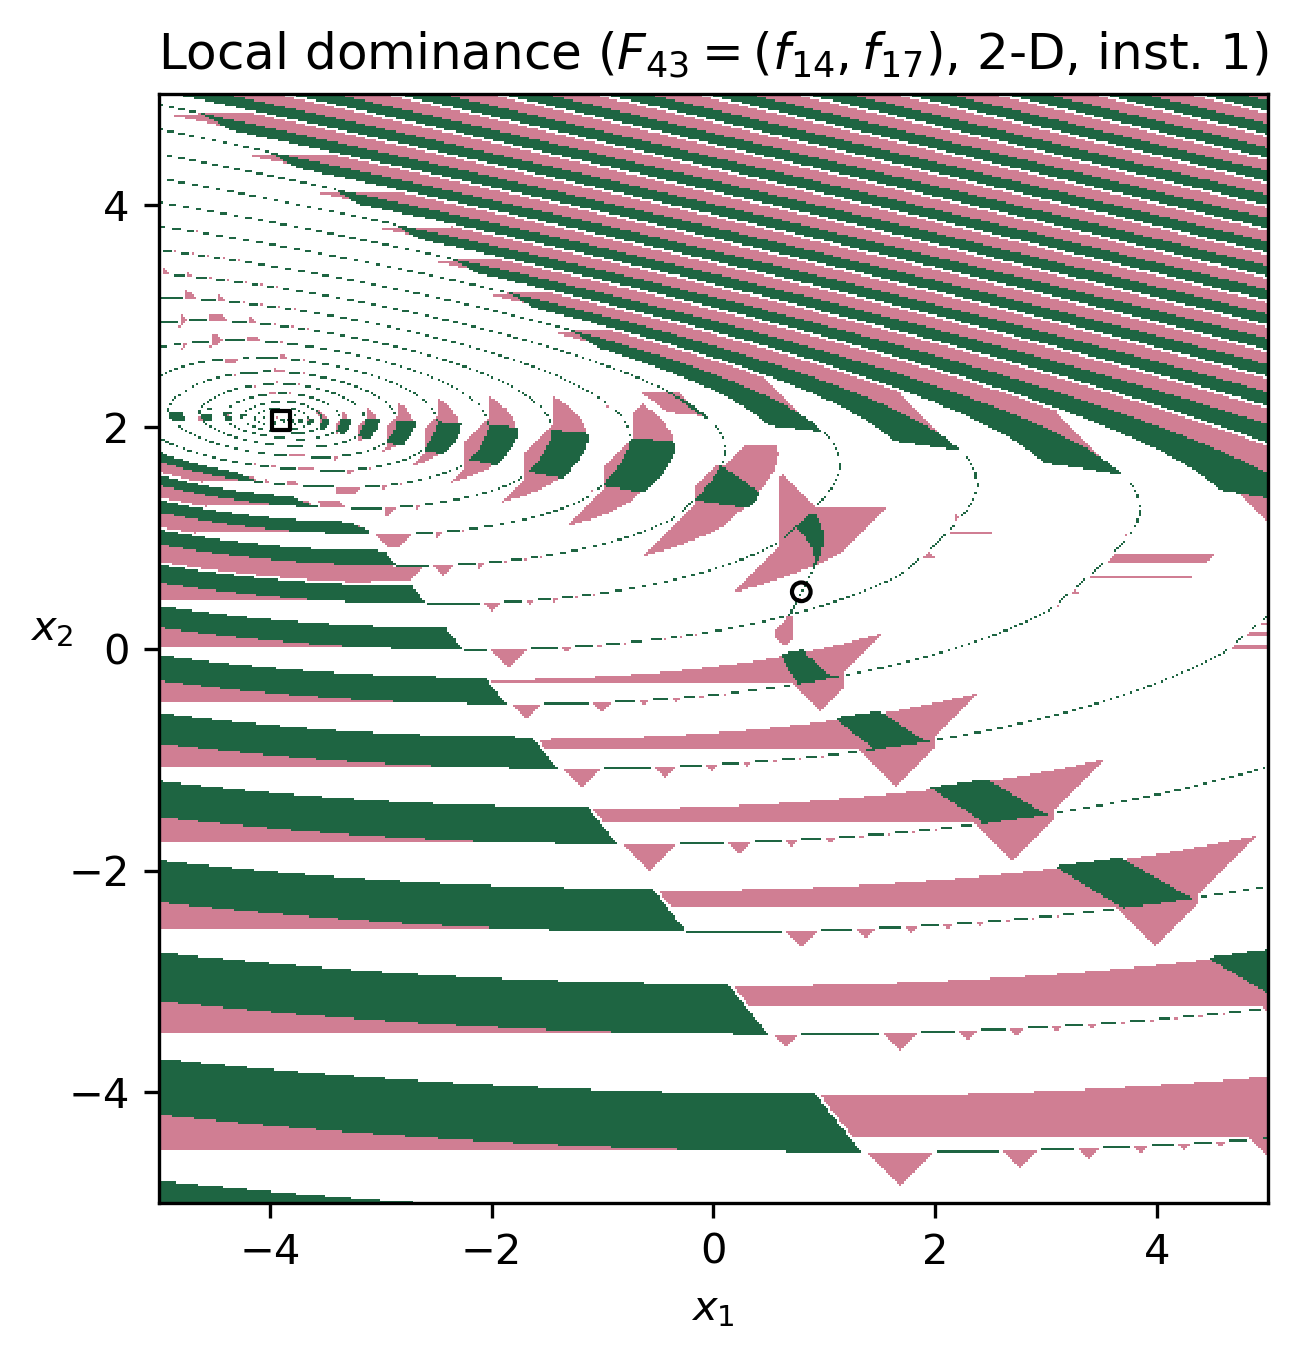 Local dominance (F₄₃ = (f₁₄, f₁₇), 2-D, inst. 1)
4
2
x₂ 0
−2
−4
−4 −2 0 2 4
x₁